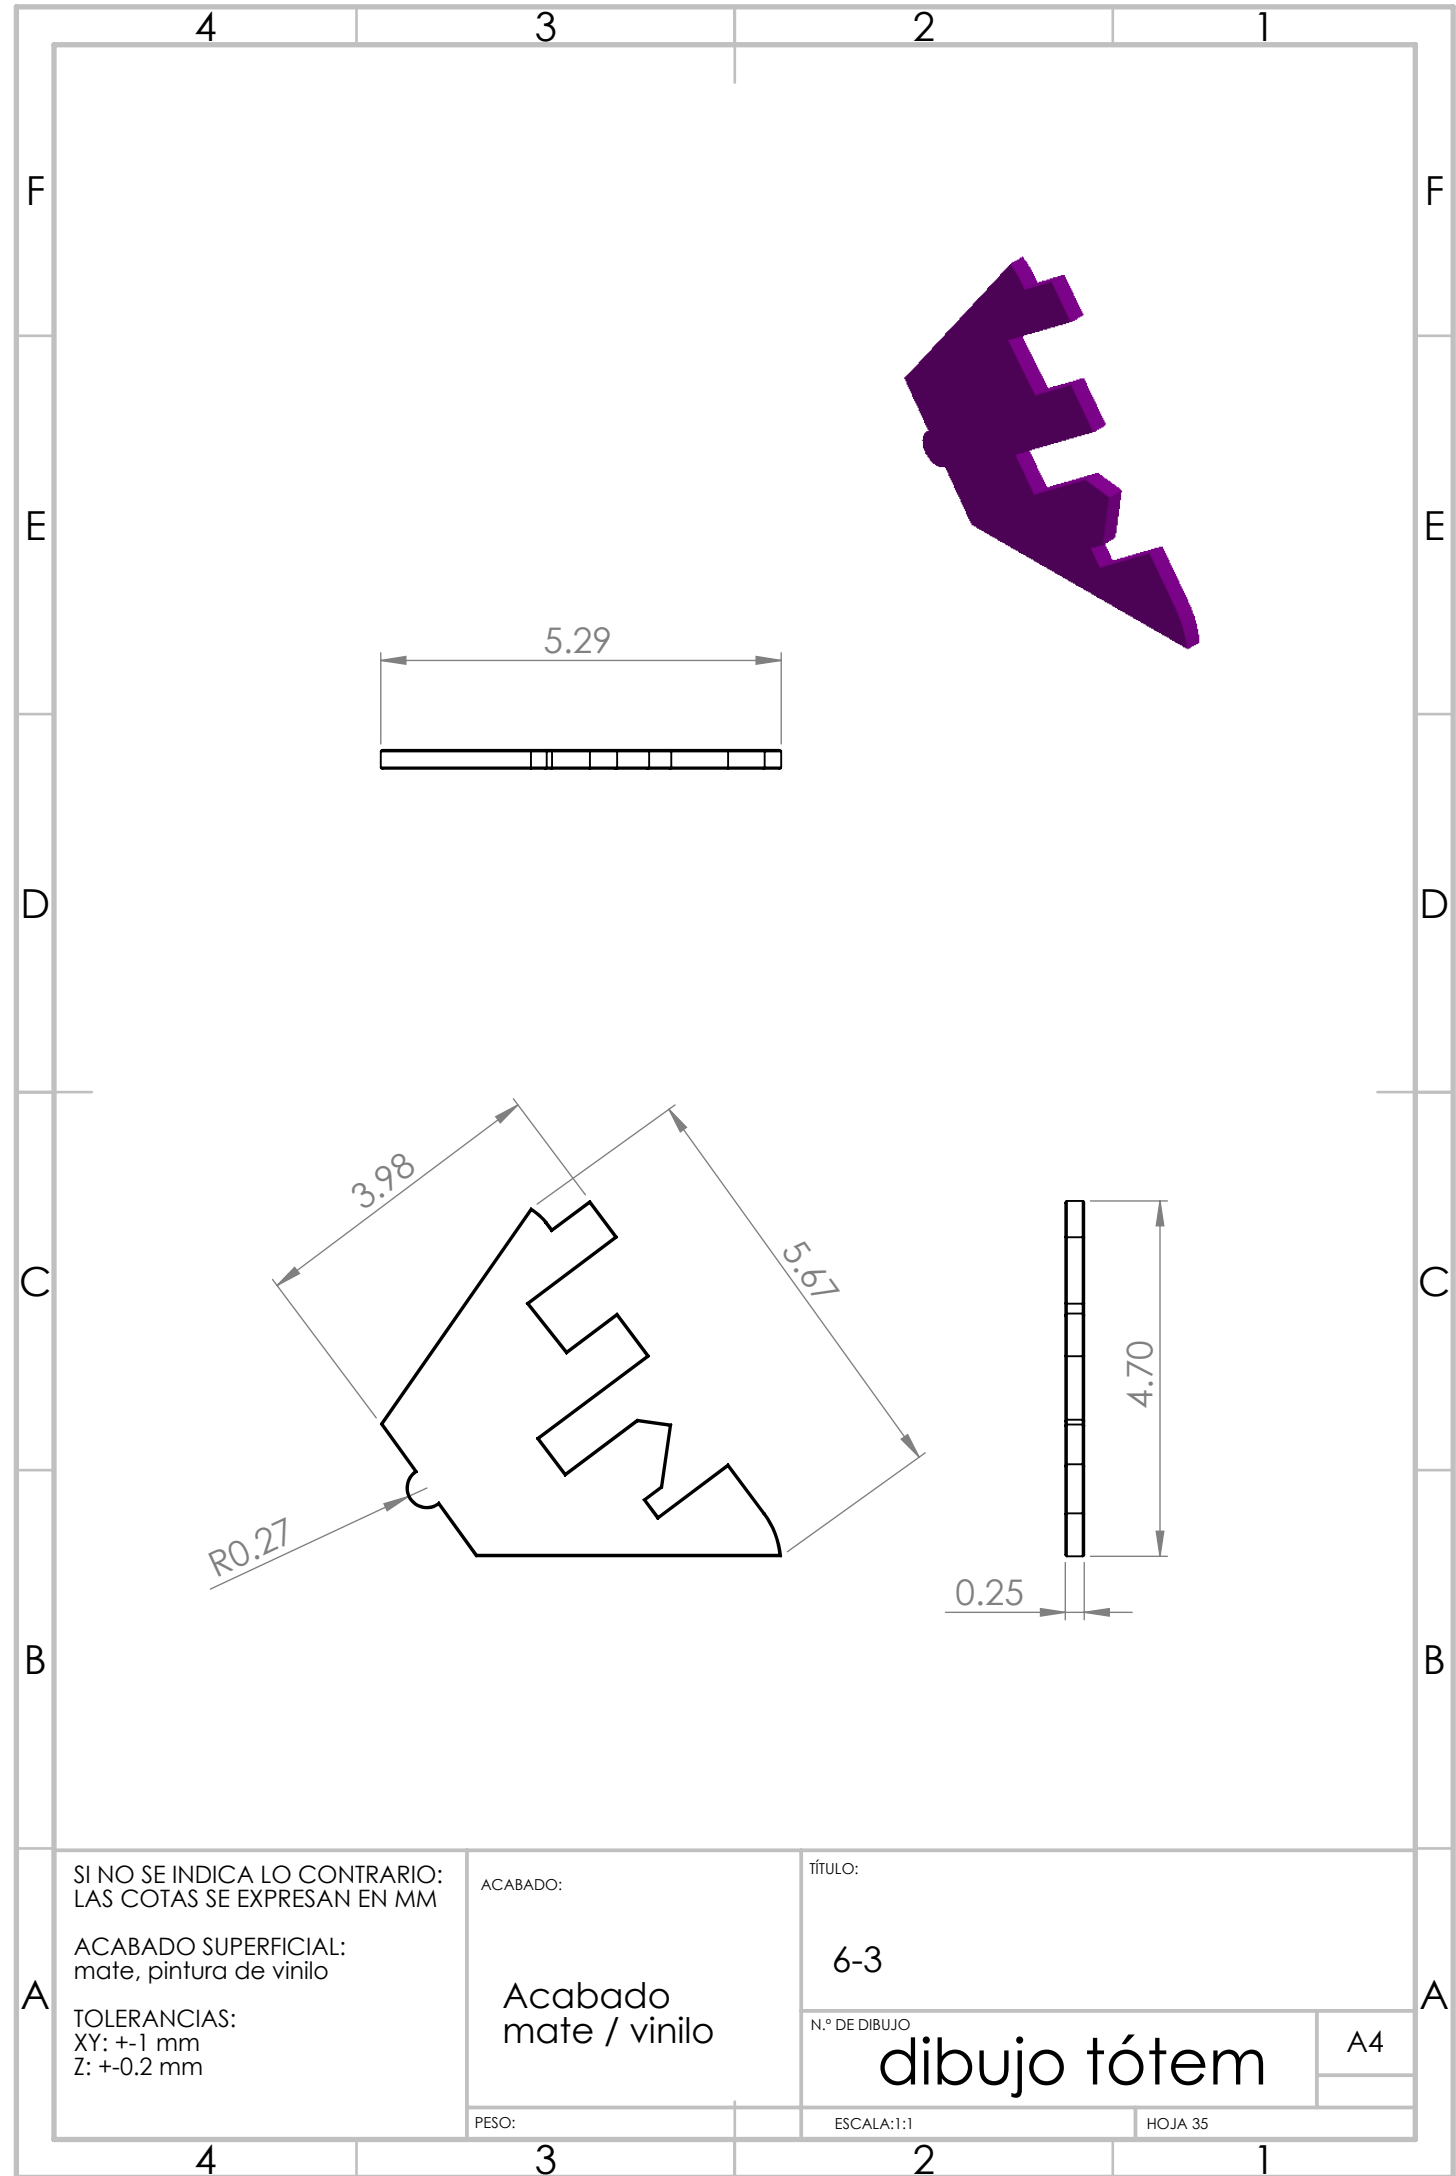 4 3 2 1
F F
E E
5.29
D D
3.98
5.67
C C
4.70
R0.27
0.25
B B
SI NO SE INDICA LO CONTRARIO:
LAS COTAS SE EXPRESAN EN MM
ACABADO SUPERFICIAL:
mate, pintura de vinilo
TOLERANCIAS:
XY: +-1 mm
Z: +-0.2 mm
ACABADO:
Acabado
mate / vinilo
PESO:
TÍTULO:
6-3
N.º DE DIBUJO
dibujo tótem
A4
ESCALA:1:1
HOJA 35
A A
4 3 2 1